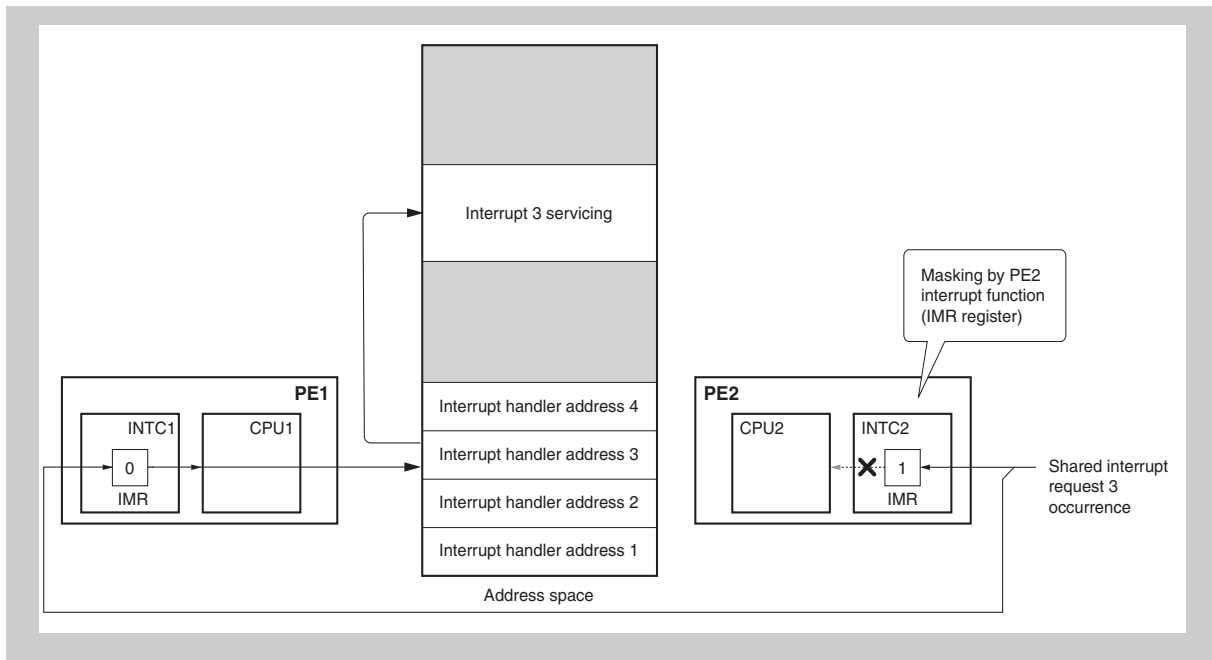 Interrupt 3 servicing
Masking by PE2
interrupt function
(IMR register)
PE1
INTC1
CPU1
0
IMR
Interrupt handler address 4
Interrupt handler address 3
Interrupt handler address 2
Interrupt handler address 1
Address space
PE2
CPU2
INTC2
1
IMR
Shared interrupt
request 3
occurrence